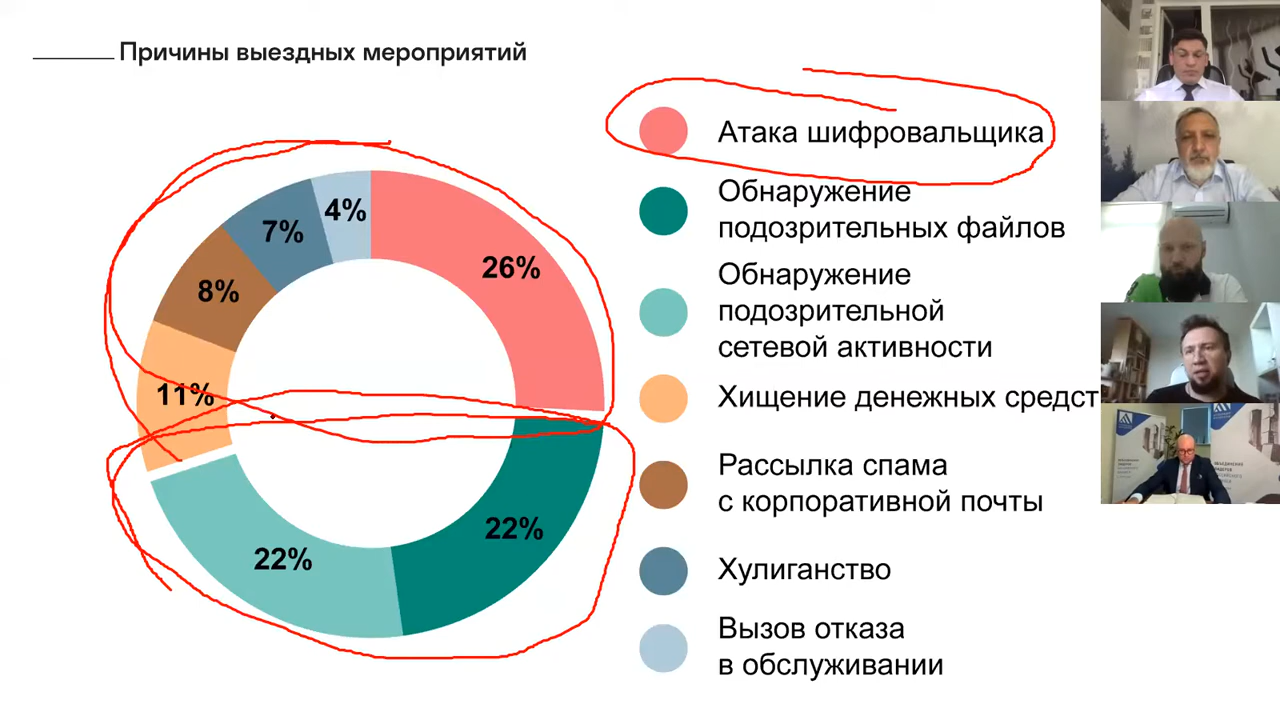 Причины выездных мероприятий
Атака шифровальщика
Обнаружение
подозрительных файлов
Обнаружение
подозрительной
сетевой активности
Хищение денежных средст
Рассылка спама
с корпоративной почты
Хулиганство
Вызов отказа
в обслуживании
4%
7%
26%
8%
11%
22%
22%